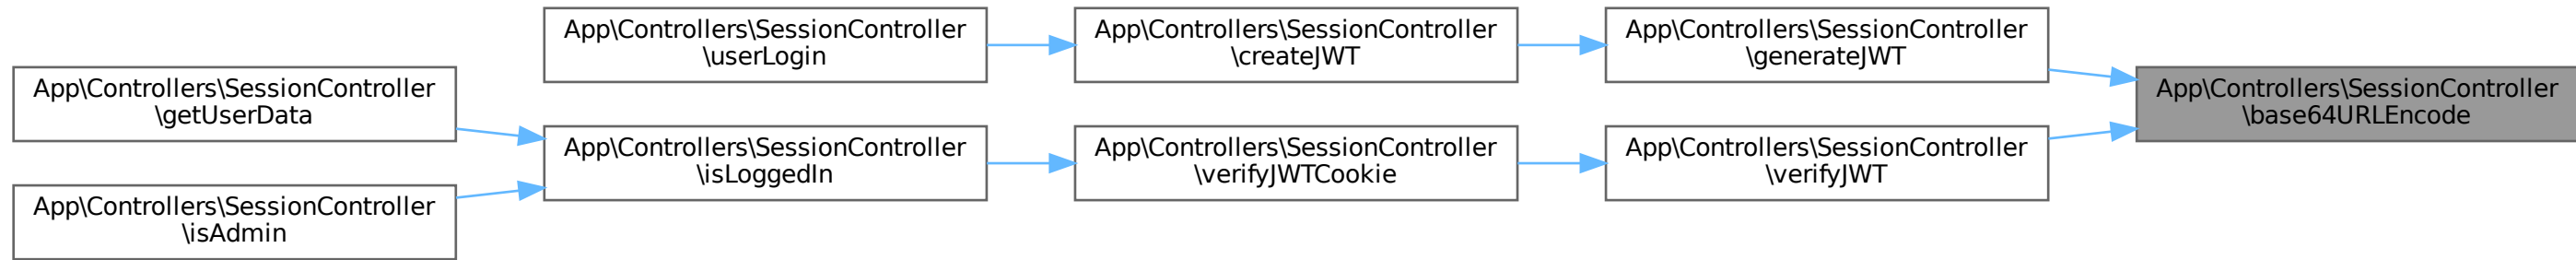 App\Controllers\SessionController
\getUserData
App\Controllers\SessionController
\isAdmin
App\Controllers\SessionController
\userLogin
App\Controllers\SessionController
\isLoggedIn
App\Controllers\SessionController
\createJWT
App\Controllers\SessionController
\verifyJWTCookie
App\Controllers\SessionController
\generateJWT
App\Controllers\SessionController
\verifyJWT
App\Controllers\SessionController
\base64URLEncode